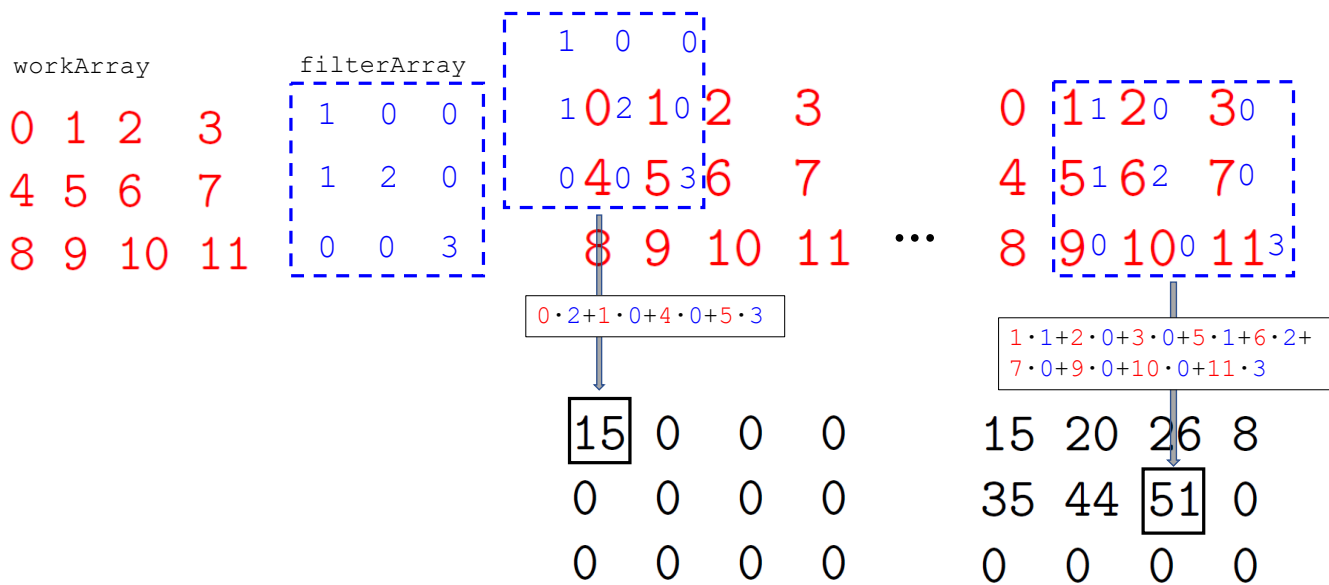 workArray
0 1 2 3
4 5 6 7
8 9 10 11
filterArray
1 0 0
1 2 0
0 0 3
1 0 0
1 0 2 1 0 2 3
0 4 0 5 3 6 7
8 9 10 11
0·2+1·0+4·0+5·3
15 0 0 0
0 0 0 0
0 0 0 0
...
0 1 1 2 0 3 0
4 5 1 6 2 7 0
8 9 0 10 0 11 3
1·1+2·0+3·0+5·1+6·2+
7·0+9·0+10·0+11·3
15 20 26 8
35 44 51 0
0 0 0 0